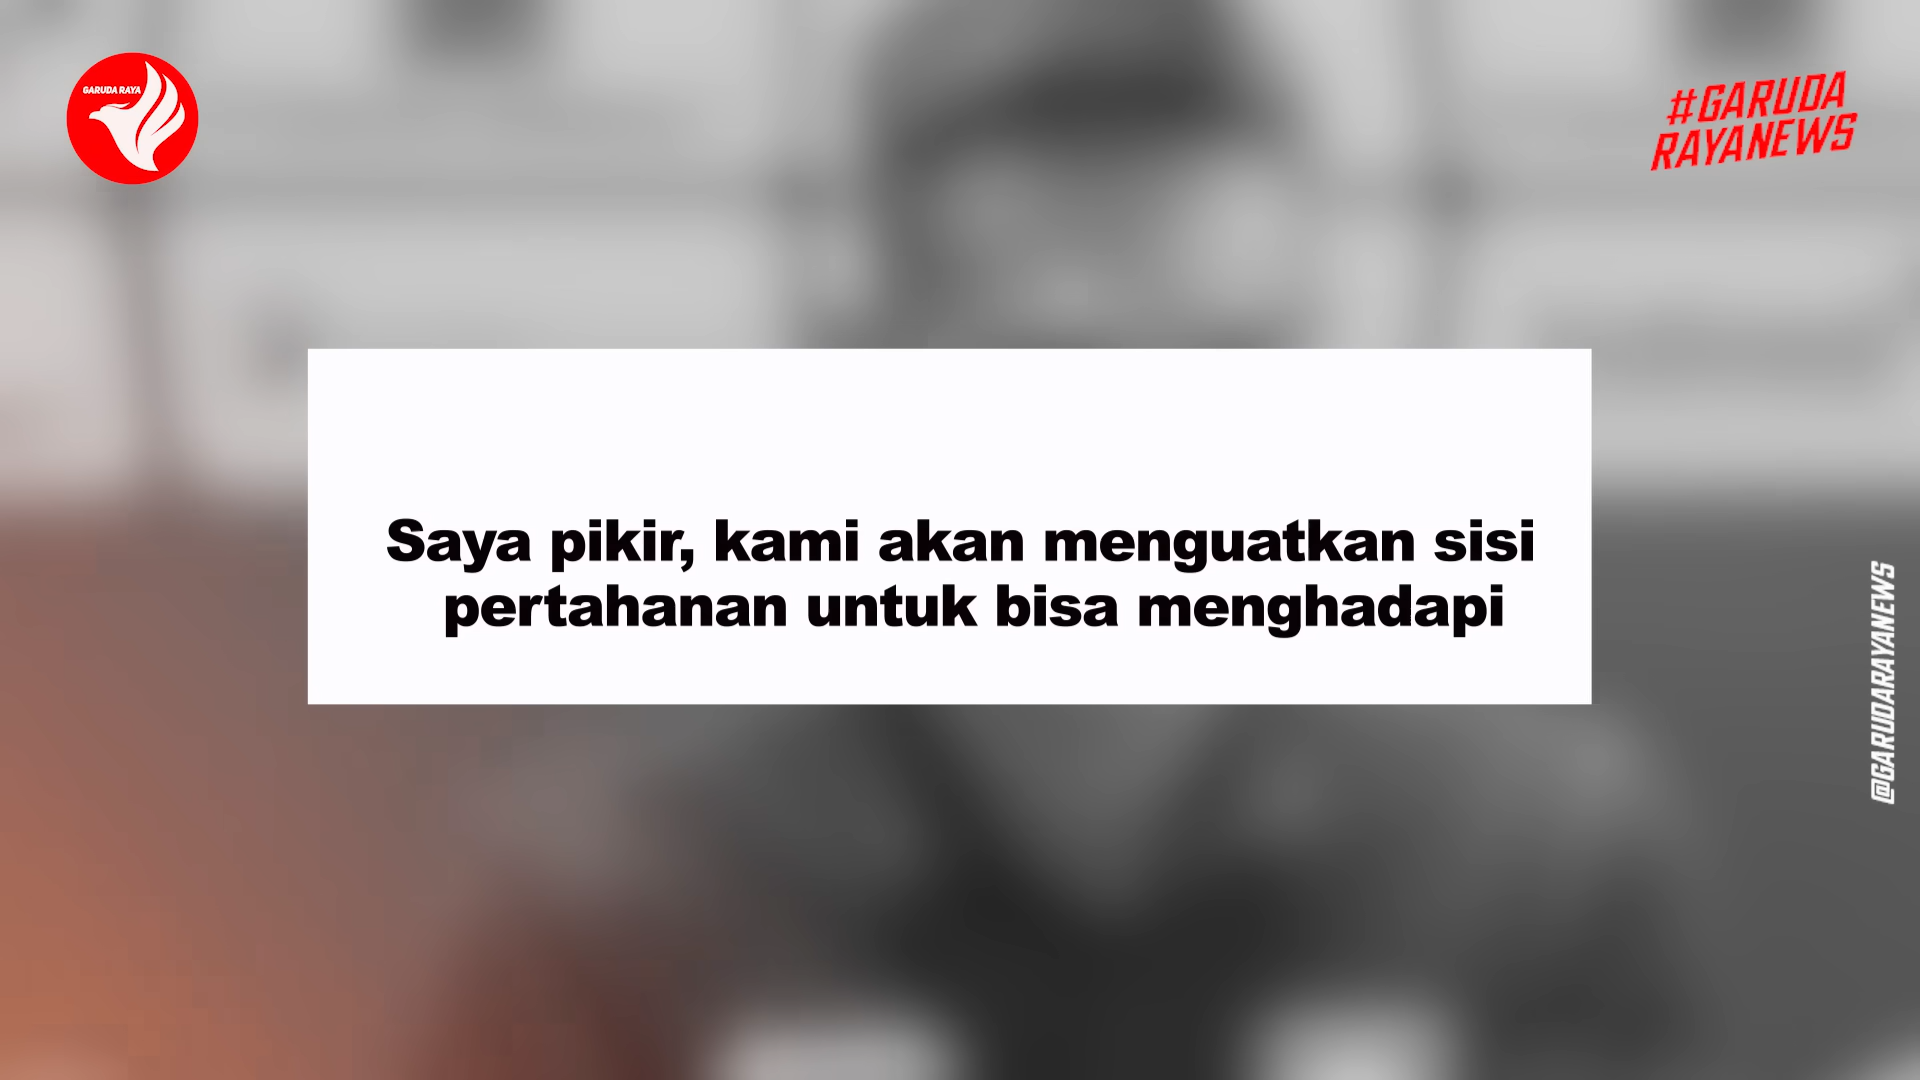 GARUDA RAYA
#GARUDA
RAYANEWS
Saya pikir, kami akan menguatkan sisi
pertahanan untuk bisa menghadapi
@GARUDARAYANEWS